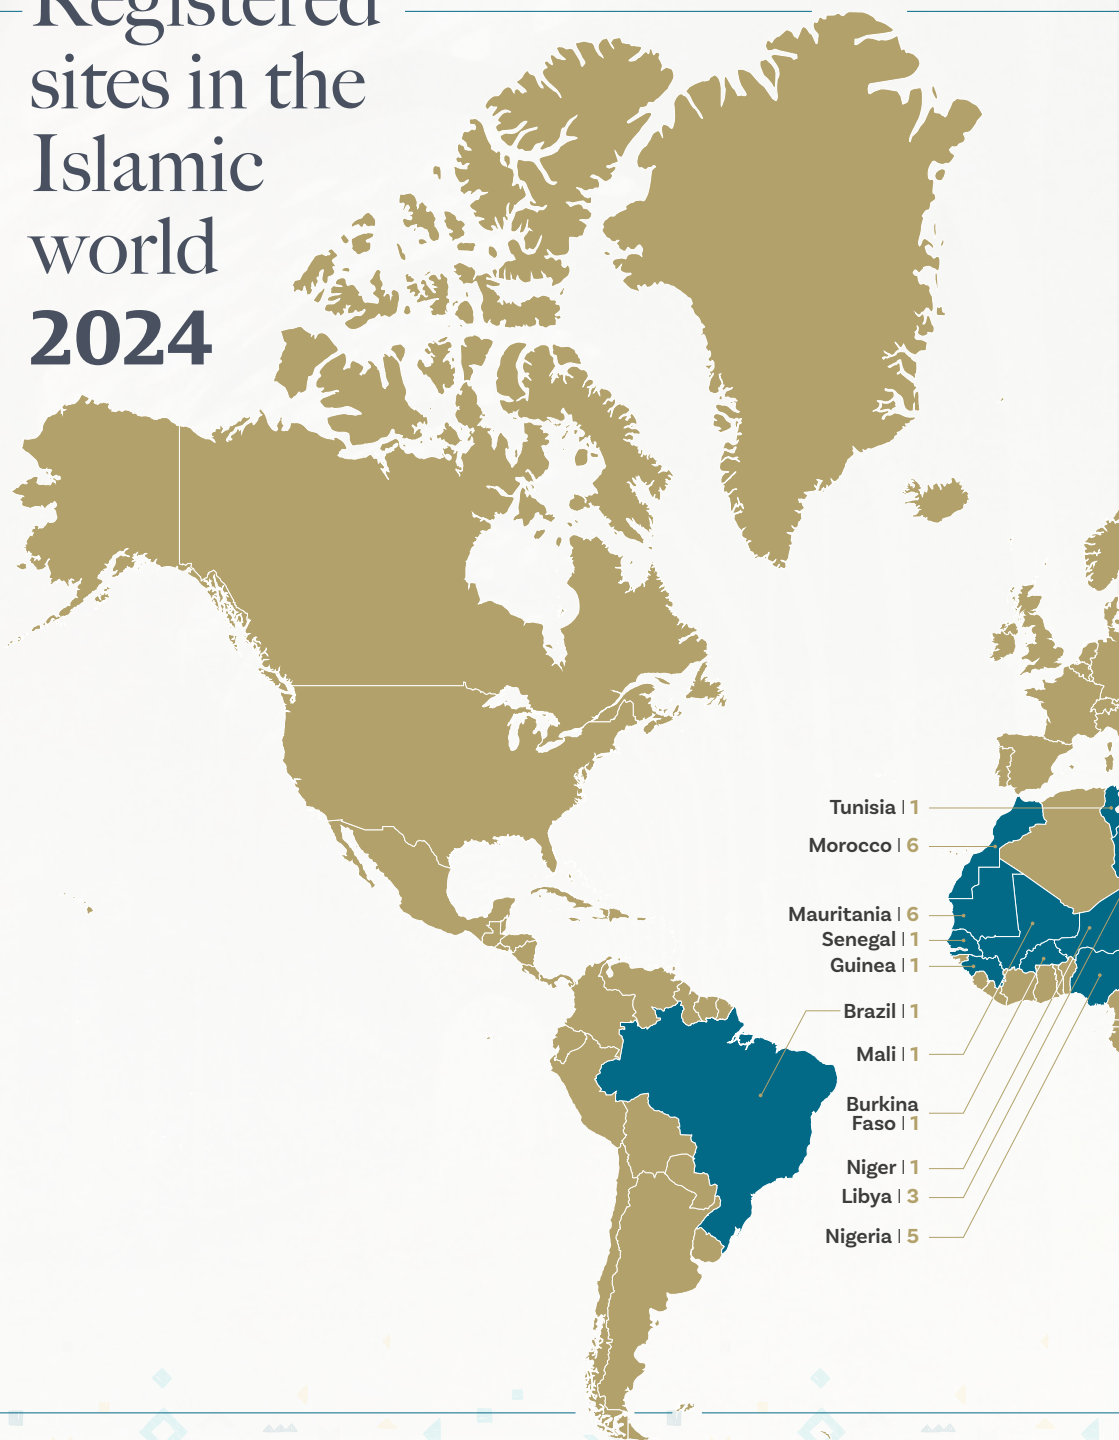 Registered
sites in the
Islamic
world
2024
Tunisia | 1
Morocco | 6
Mauritania | 6
Senegal | 1
Guinea | 1
Brazil | 1
Mali | 1
Burkina
Faso | 1
Niger | 1
Libya | 3
Nigeria | 5